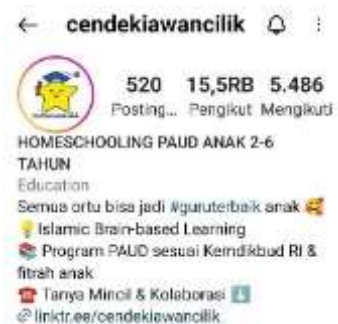 cendekiawancilik
520 15,5RB 5.486
Posting... Pengikut Mengikuti
HOMESCHOOLING PAUD ANAK 2-6
TAHUN
Education
Semua ortu bisa jadi #guruterbaik anak 🥰
💡 Islamic Brain-based Learning
📚 Program PAUD sesuai Kemdikbud RI &
fitrah anak
☎️ Tanya Mincil & Kolaborasi ⬇️
linktr.ee/cendekiawancilik